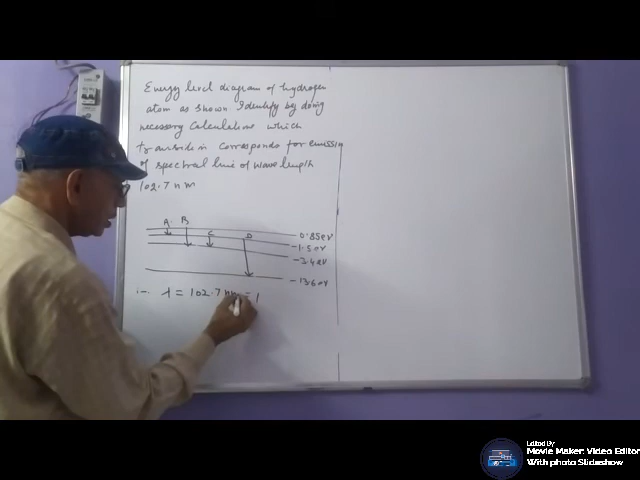 Energy level diagram of hydrogen
atom as shown Identify by doing
necessary Calculations which
transition corresponds for emission
of spectral line of wave length
102.7 nm
A B C D
-0.85eV
-1.5eV
-3.4eV
-13.6eV
∴ λ = 102.7 nm = 1
Edited By
Movie Maker: Video Editor
With photo Slideshow